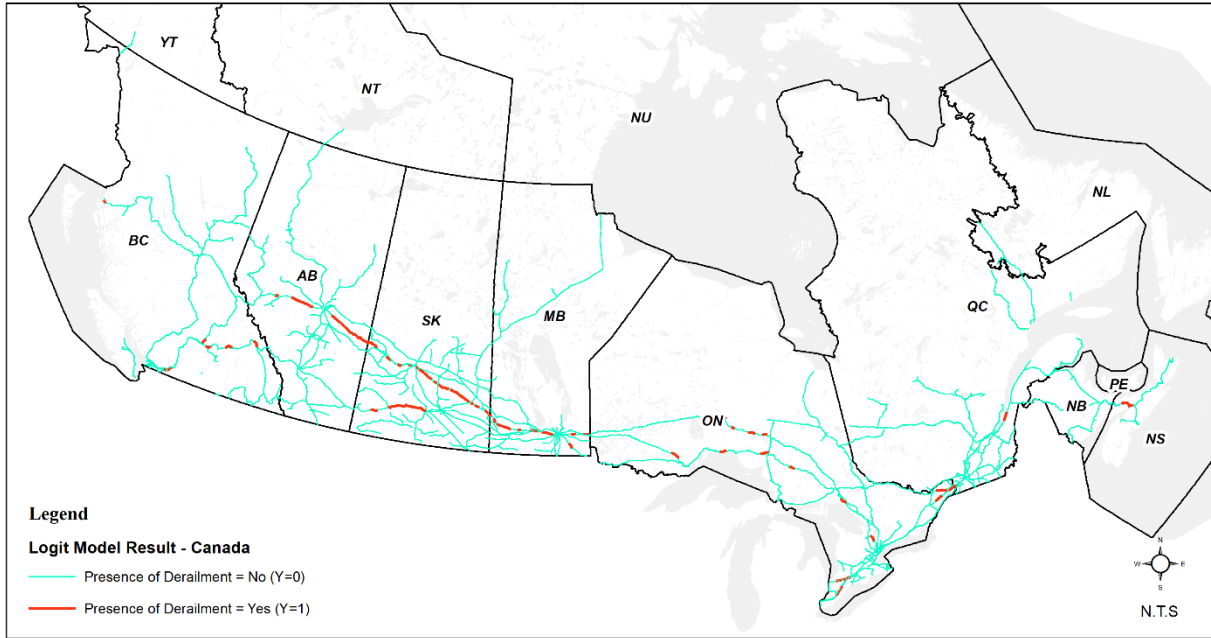 YT
NT
NU
NL
BC
AB
SK
MB
QC
ON
PE
NB
NS
Legend
Logit Model Result - Canada
Presence of Derailment = No (Y=0)
Presence of Derailment = Yes (Y=1)
N
W E
S
N.T.S